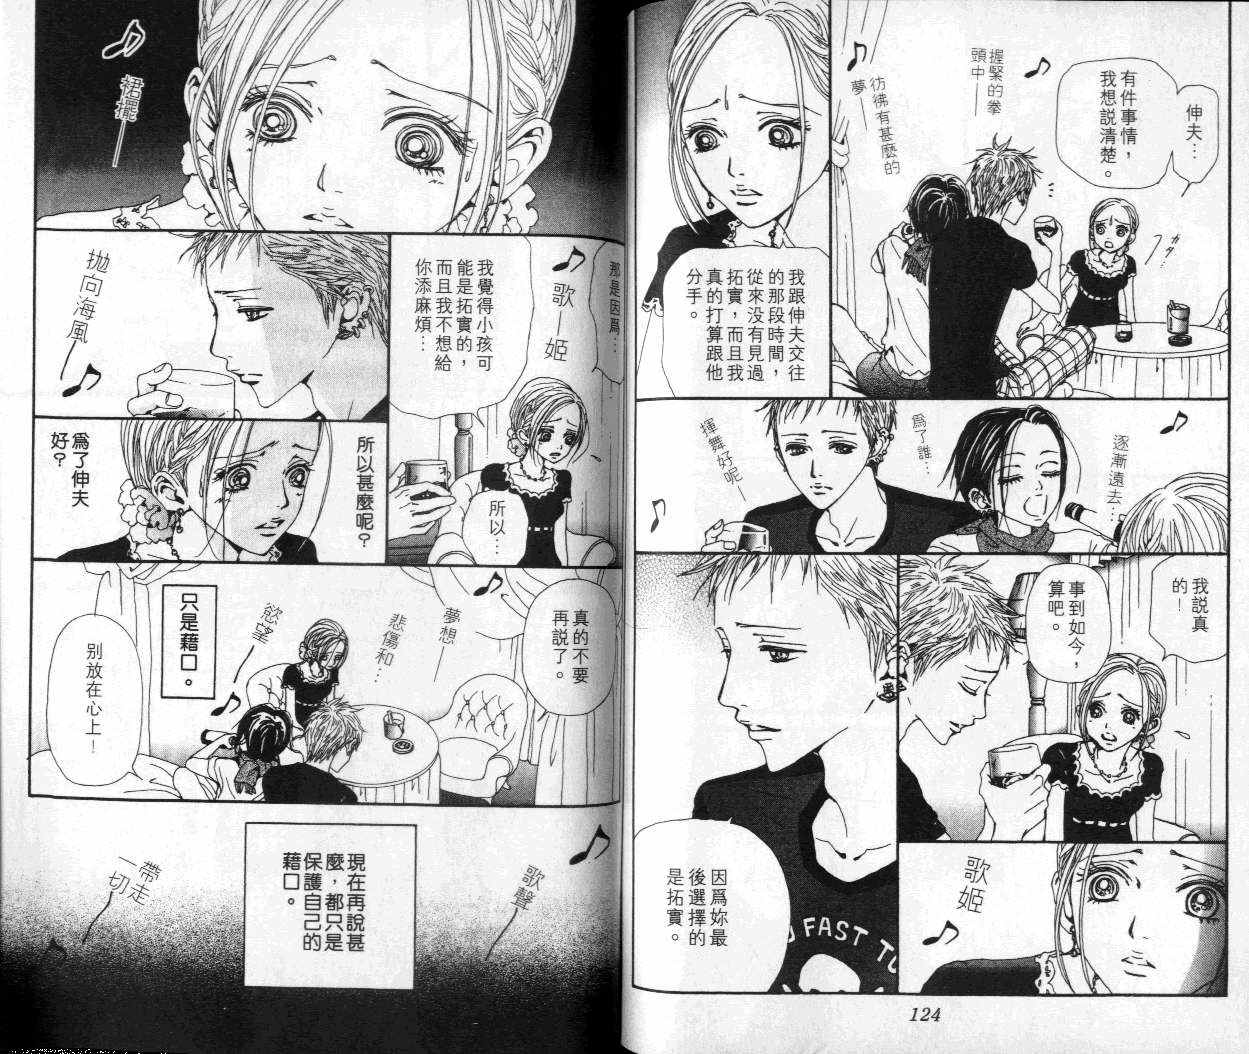 伸夫…
有件事情，
我想說清楚。
握緊的拳
頭中——
彷彿有甚麼的
夢——
カタ…
我跟伸夫交往
的那段時間，
從來没有見過
拓實，而且我
真的打算跟他
分手。
逐漸遠去…
為了誰…
揮舞好呢——
我説真
的！
事到如今，
算吧。
因爲妳最
後選擇的
是拓實。
FAST
歌
姬
124
裙擺——
那是因爲…
歌——姬
我覺得小孩可
能是拓實的，
而且我不想給
你添麻煩…
拋向海風——
所以…
所以甚麼呢？
為了伸夫
好？
真的不要
再説了。
夢想——
悲傷和…
慾望——
只是藉口。
別放在心上！
歌聲——
現在再説甚
麼，都只是
保護自己的
藉口。
帶走
一切——